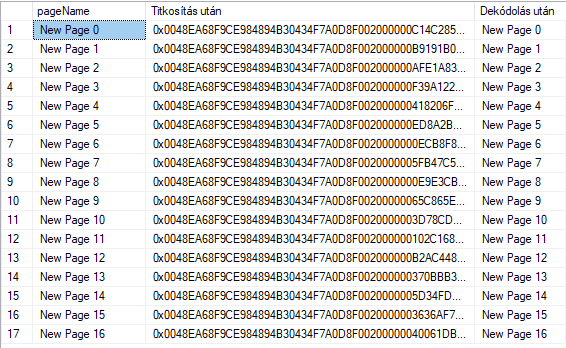 pageName Titkosítás után Dekódolás után
1 New Page 0 0x0048EA68F9CE984894B30434F7A0D8F002000000C14C285... New Page 0
2 New Page 1 0x0048EA68F9CE984894B30434F7A0D8F002000000B9191B0... New Page 1
3 New Page 2 0x0048EA68F9CE984894B30434F7A0D8F002000000AFE1A83... New Page 2
4 New Page 3 0x0048EA68F9CE984894B30434F7A0D8F002000000F39A122... New Page 3
5 New Page 4 0x0048EA68F9CE984894B30434F7A0D8F002000000418206F... New Page 4
6 New Page 5 0x0048EA68F9CE984894B30434F7A0D8F002000000ED8A2B... New Page 5
7 New Page 6 0x0048EA68F9CE984894B30434F7A0D8F002000000ECB8F8... New Page 6
8 New Page 7 0x0048EA68F9CE984894B30434F7A0D8F0020000005FB47C5... New Page 7
9 New Page 8 0x0048EA68F9CE984894B30434F7A0D8F002000000E9E3CB... New Page 8
10 New Page 9 0x0048EA68F9CE984894B30434F7A0D8F00200000065C865E... New Page 9
11 New Page 10 0x0048EA68F9CE984894B30434F7A0D8F0020000003D78CD... New Page 10
12 New Page 11 0x0048EA68F9CE984894B30434F7A0D8F002000000102C168... New Page 11
13 New Page 12 0x0048EA68F9CE984894B30434F7A0D8F002000000B2AC448... New Page 12
14 New Page 13 0x0048EA68F9CE984894B30434F7A0D8F002000000370BBB3... New Page 13
15 New Page 14 0x0048EA68F9CE984894B30434F7A0D8F0020000005D34FD... New Page 14
16 New Page 15 0x0048EA68F9CE984894B30434F7A0D8F0020000003636AF7... New Page 15
17 New Page 16 0x0048EA68F9CE984894B30434F7A0D8F00200000040061DB... New Page 16